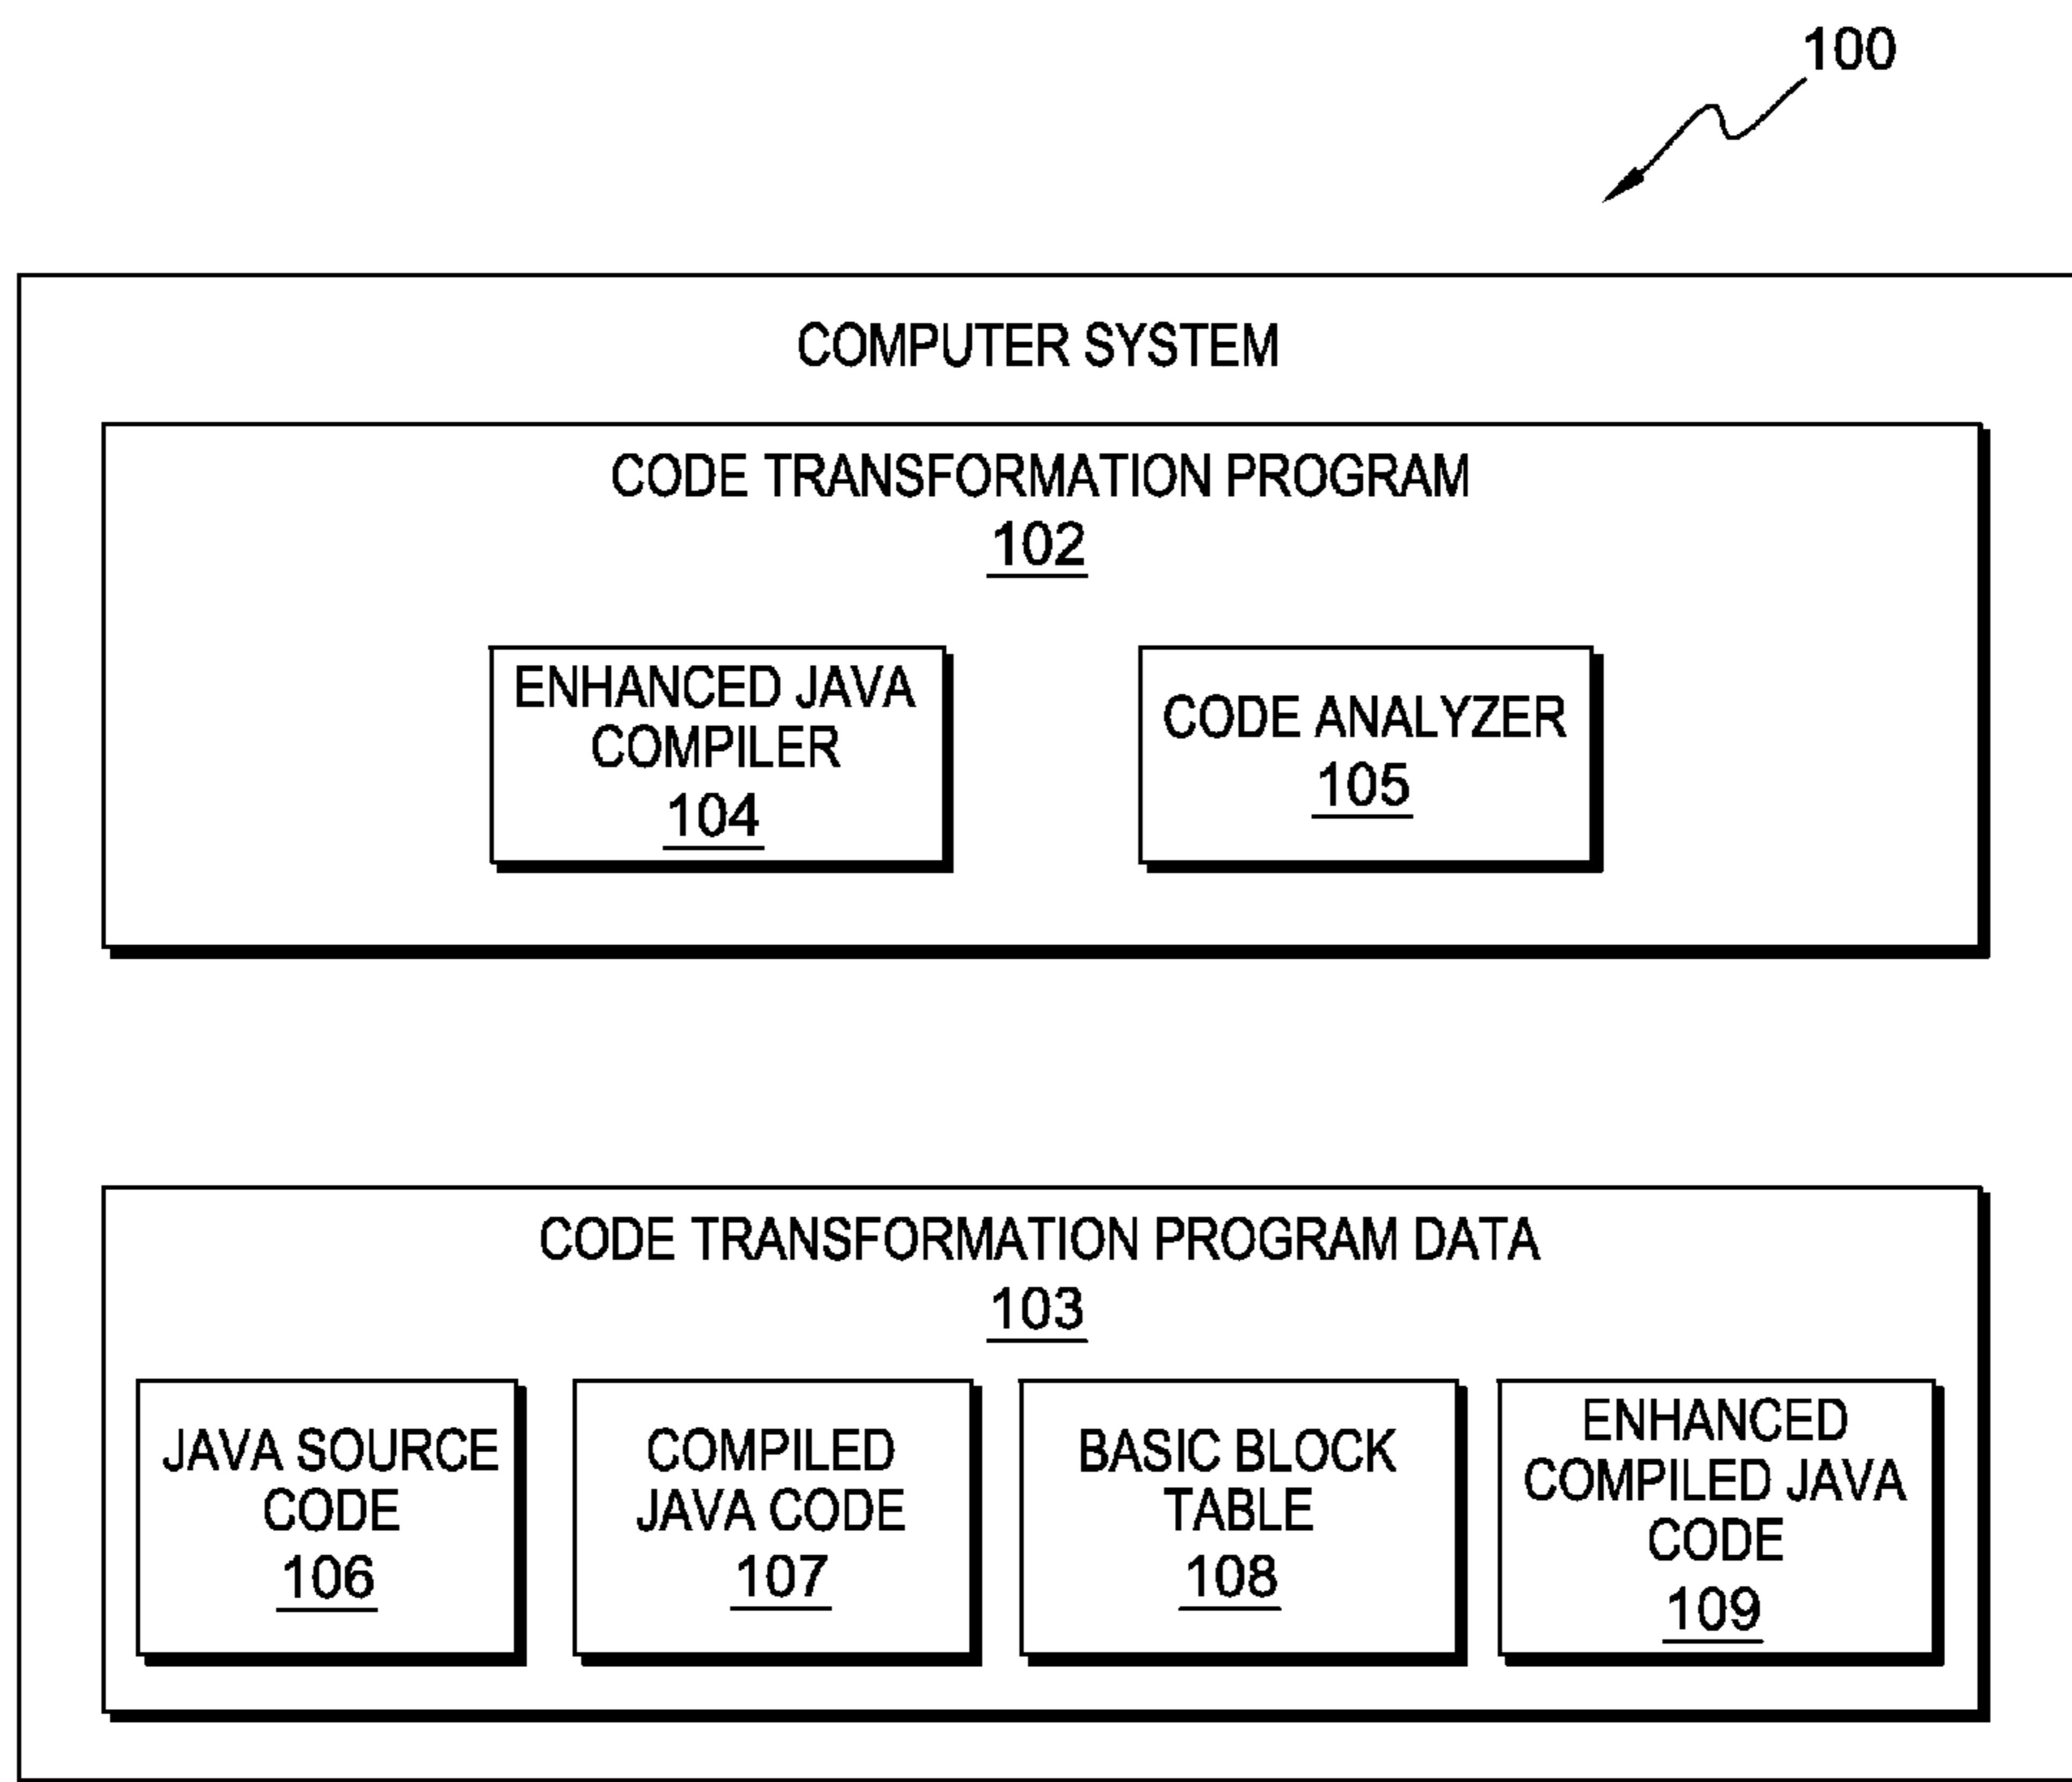 100
COMPUTER SYSTEM
CODE TRANSFORMATION PROGRAM
102
ENHANCED JAVA
COMPILER
104
CODE ANALYZER
105
CODE TRANSFORMATION PROGRAM DATA
103
JAVA SOURCE
CODE
106
COMPILED
JAVA CODE
107
BASIC BLOCK
TABLE
108
ENHANCED
COMPILED JAVA
CODE
109